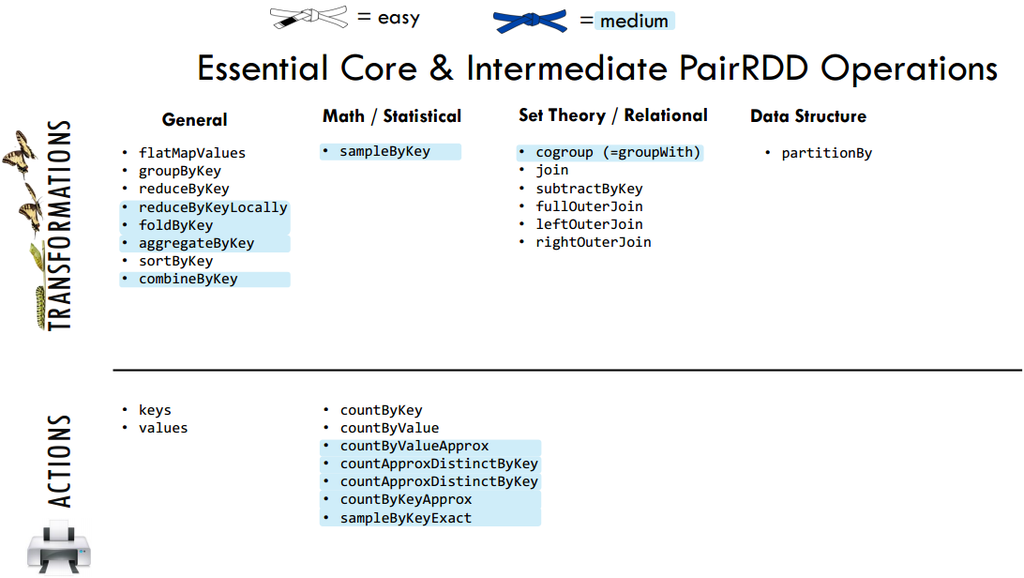 = easy
= medium
Essential Core & Intermediate PairRDD Operations
TRANSFORMATIONS
General
• flatMapValues
• groupByKey
• reduceByKey
• reduceByKeyLocally
• foldByKey
• aggregateByKey
• sortByKey
• combineByKey
Math / Statistical
• sampleByKey
Set Theory / Relational
• cogroup (=groupWith)
• join
• subtractByKey
• fullOuterJoin
• leftOuterJoin
• rightOuterJoin
Data Structure
• partitionBy
ACTIONS
• keys
• values
• countByKey
• countByValue
• countByValueApprox
• countApproxDistinctByKey
• countApproxDistinctByKey
• countByKeyApprox
• sampleByKeyExact